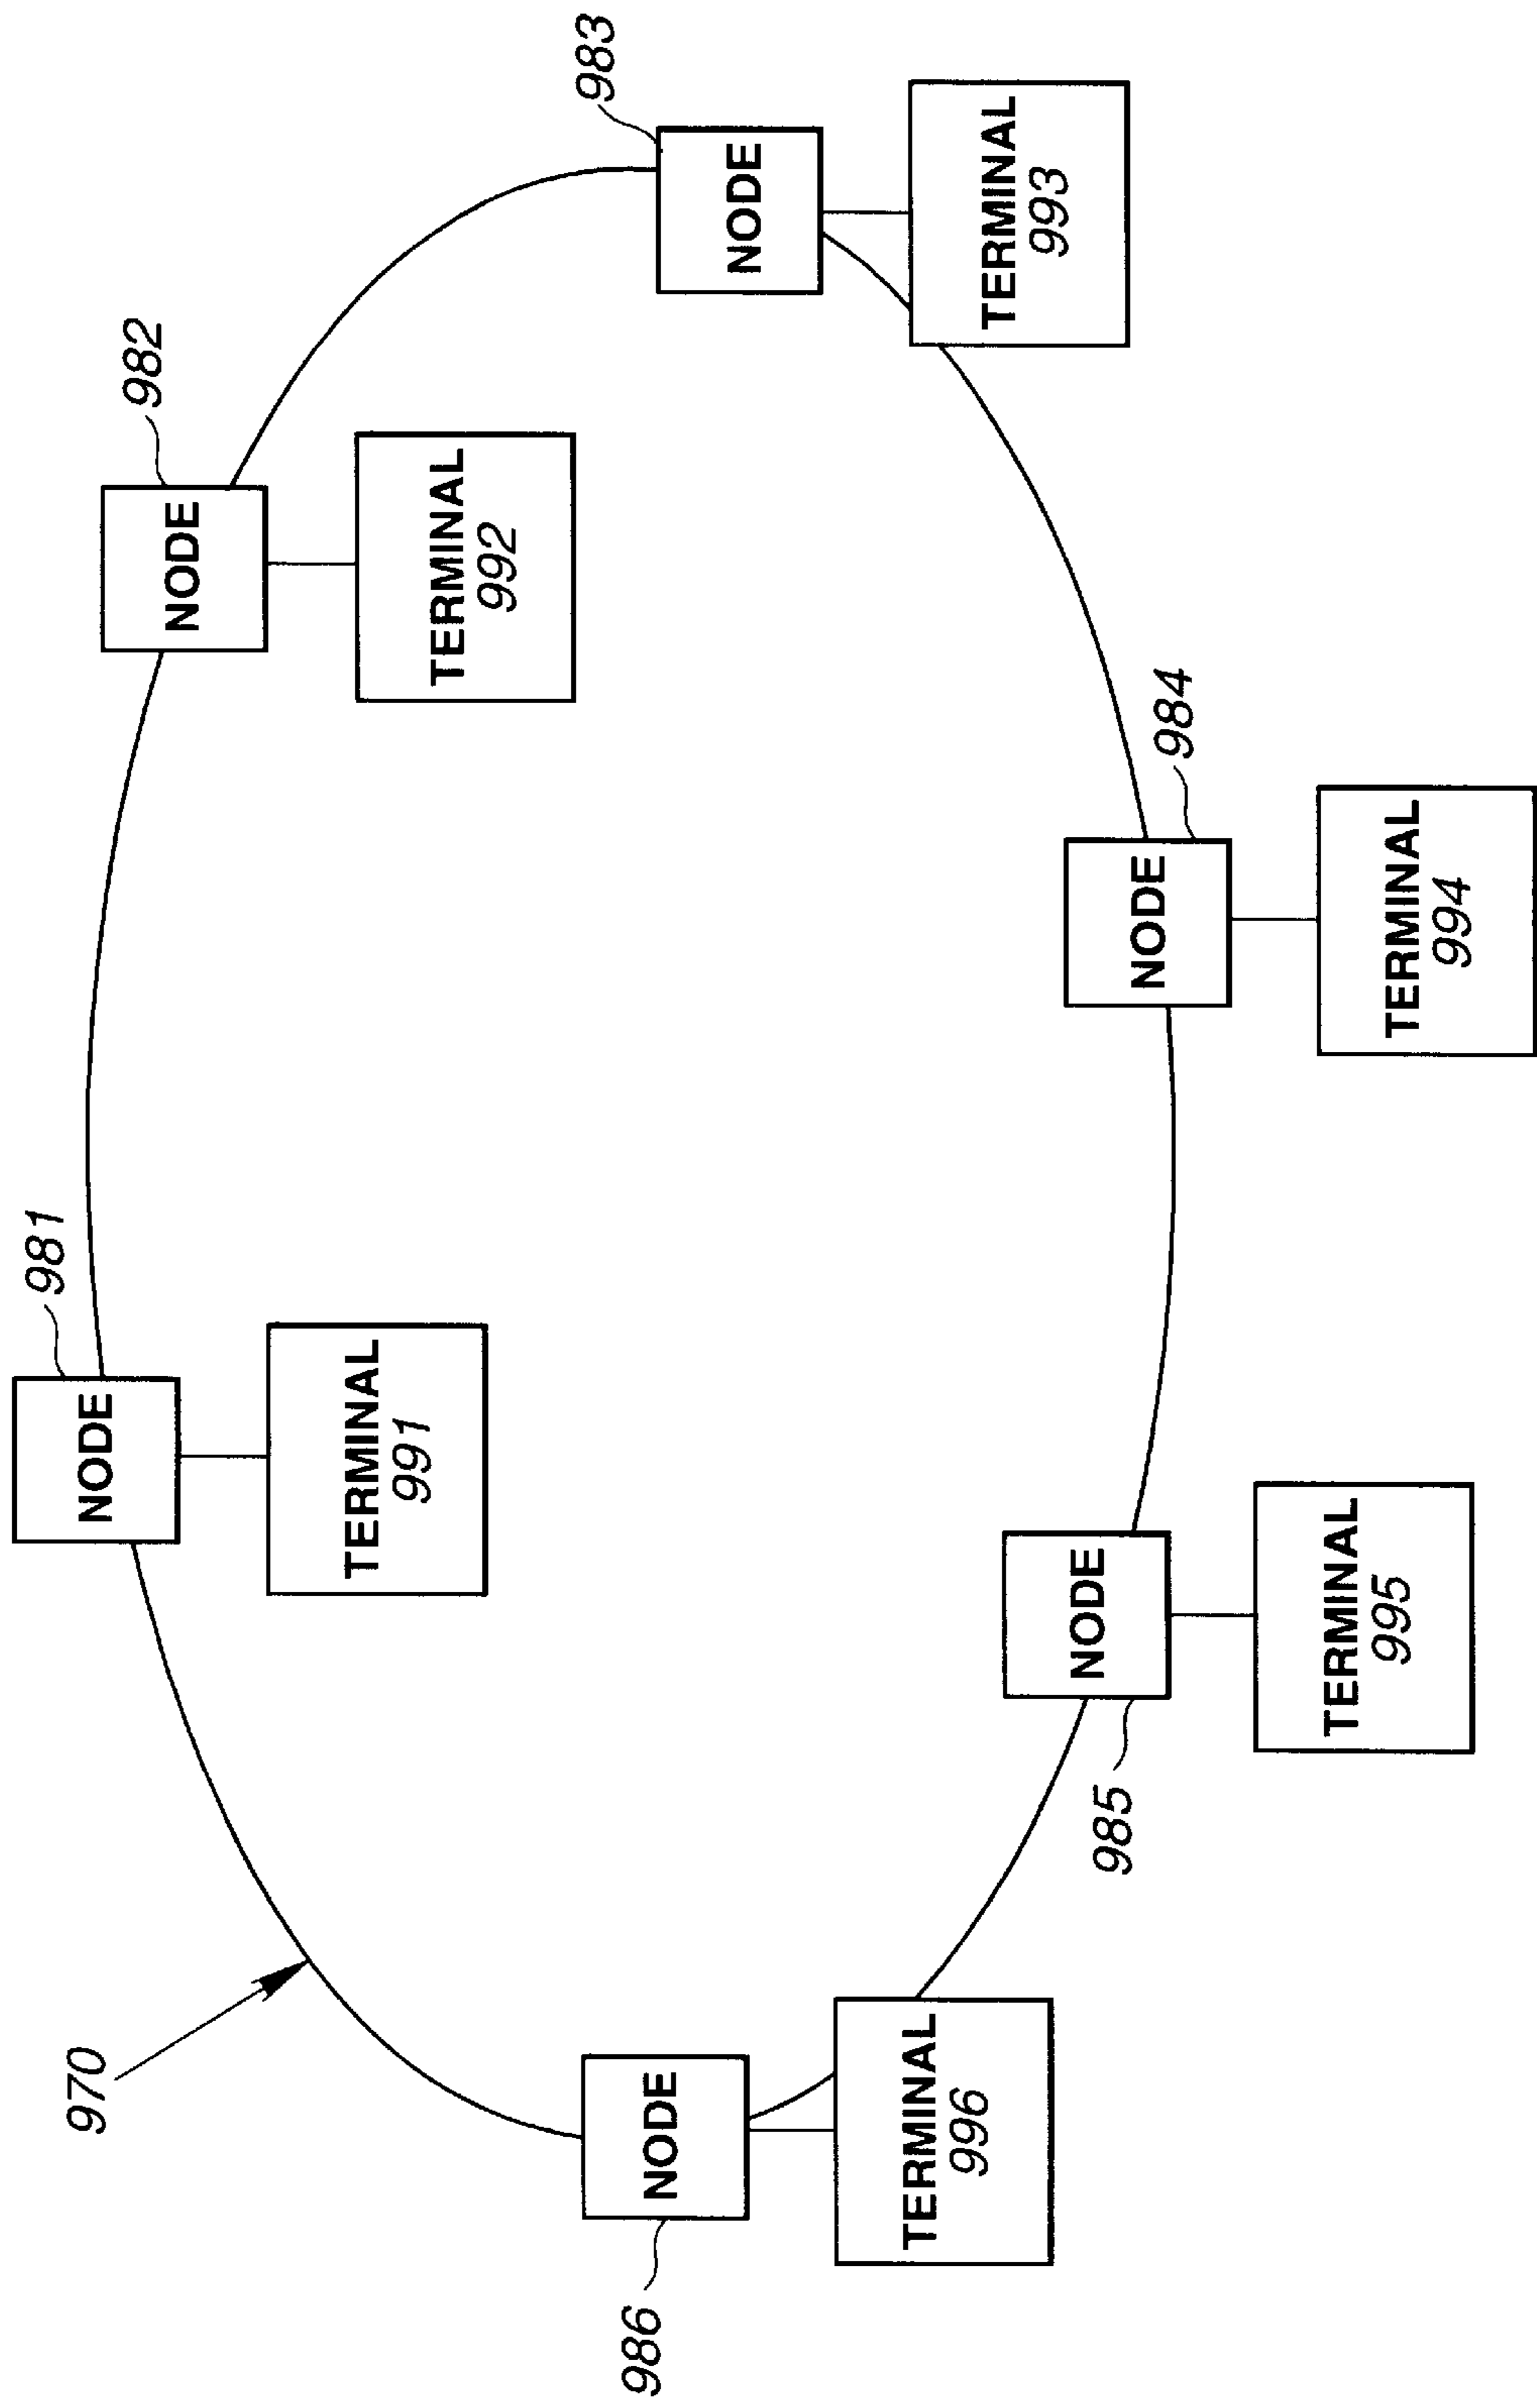 981
NODE
TERMINAL
991
982
NODE
TERMINAL
992
970
983
NODE
TERMINAL
993
986
NODE
TERMINAL
996
984
NODE
TERMINAL
994
985
NODE
TERMINAL
995